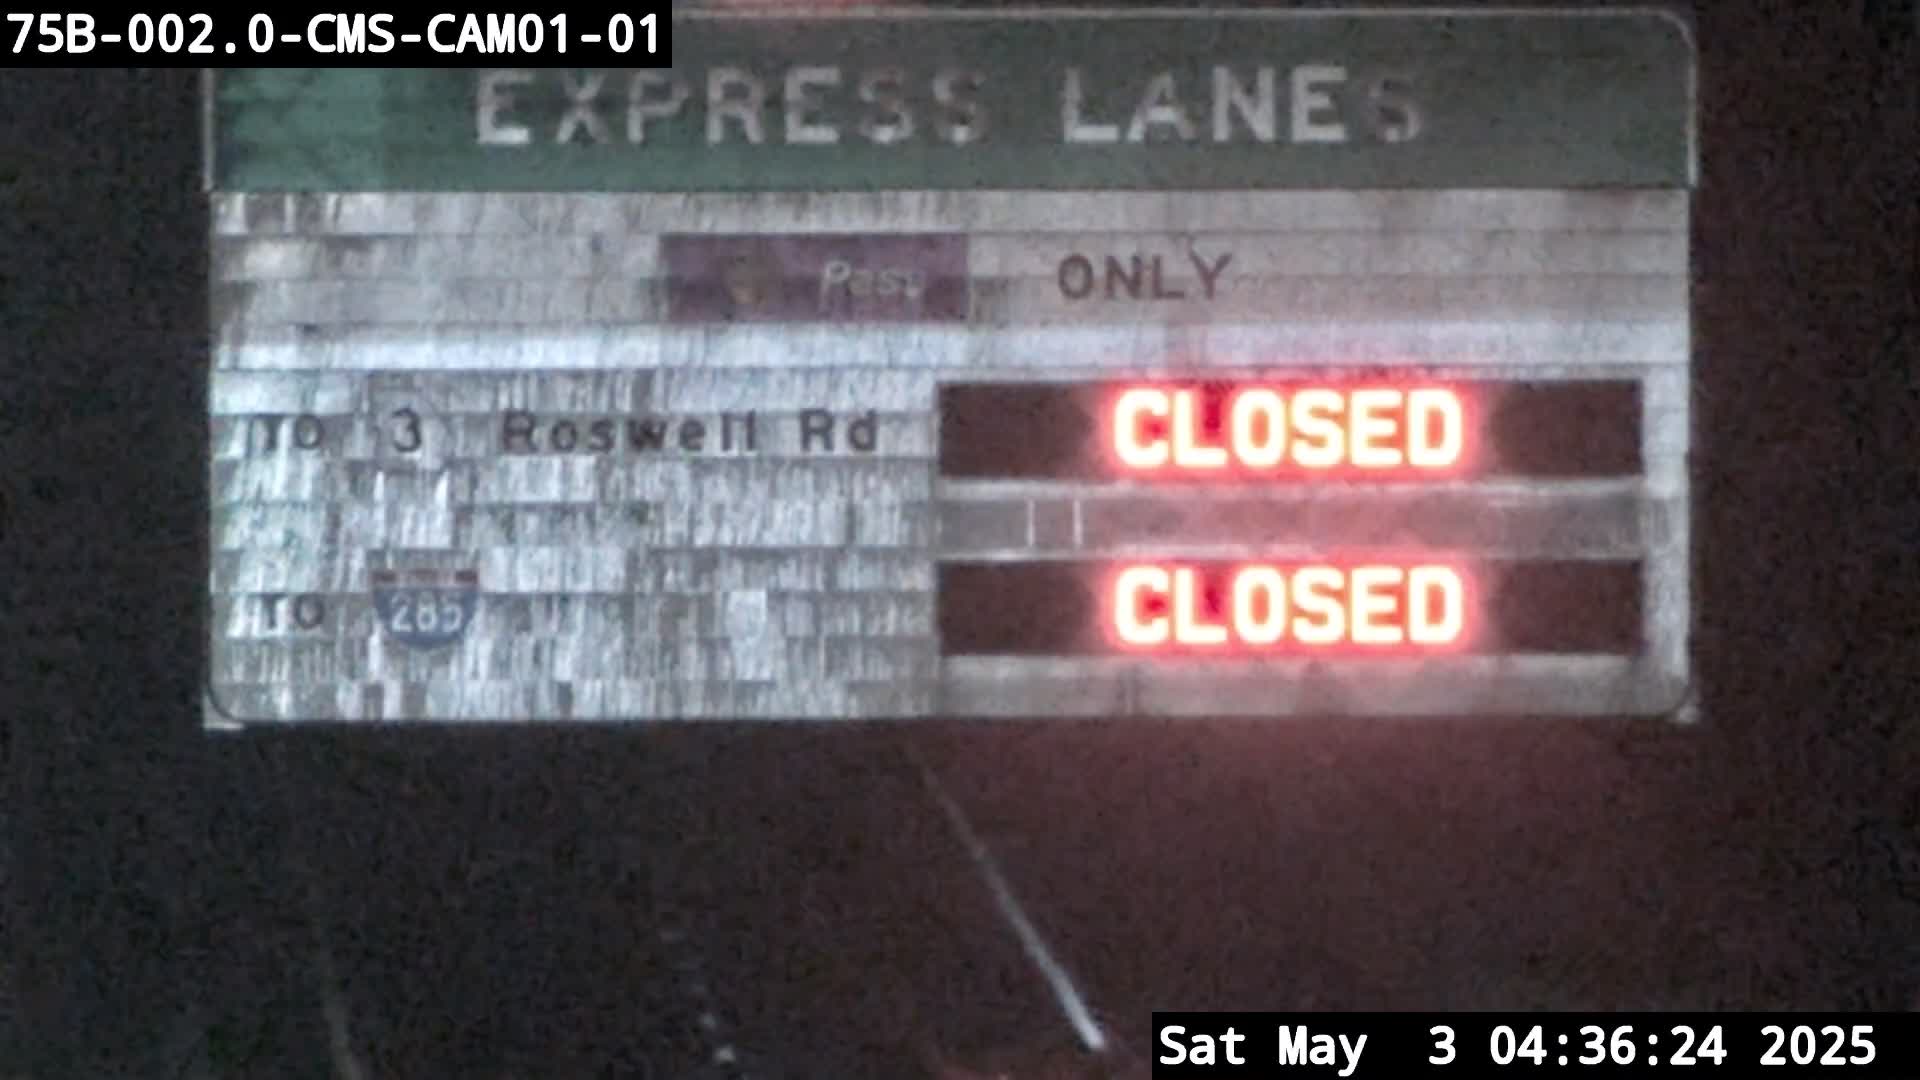 75B-002.0-CMS-CAM01-01
EXPRESS LANES
Pass ONLY
TO 3 Roswell Rd CLOSED
TO 285 CLOSED
Sat May 3 04:36:24 2025